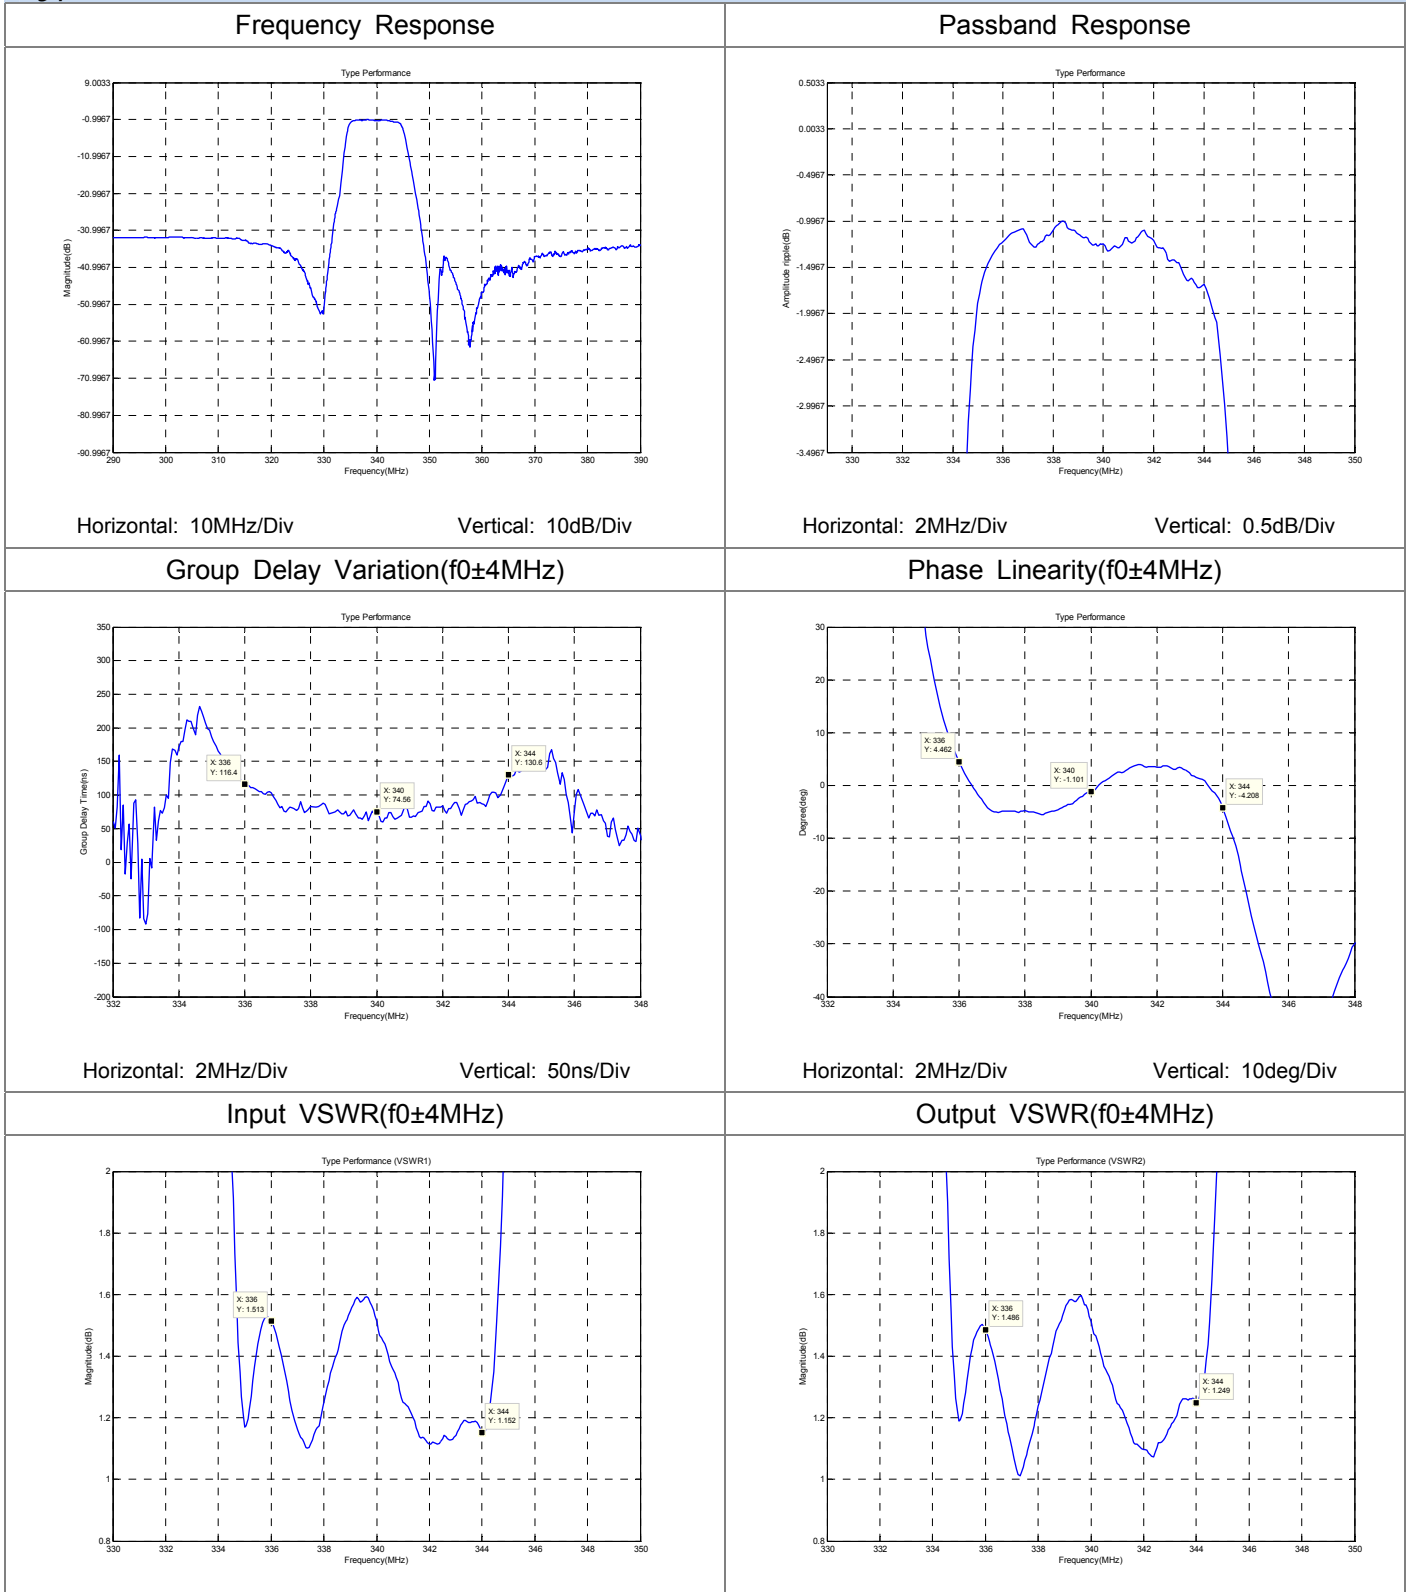 Frequency Response
Passband Response
Type Performance
9.0033
-0.9967
-10.9967
-20.9967
-30.9967
-40.9967
-50.9967
-60.9967
-70.9967
-80.9967
-90.9967
Magnitude(dB)
290 300 310 320 330 340 350 360 370 380 390
Frequency(MHz)
Horizontal: 10MHz/Div Vertical: 10dB/Div
Type Performance
0.5033
0.0033
-0.4967
-0.9967
-1.4967
-1.9967
-2.4967
-2.9967
-3.4967
Amplitude ripple(dB)
330 332 334 336 338 340 342 344 346 348 350
Frequency(MHz)
Horizontal: 2MHz/Div Vertical: 0.5dB/Div
Group Delay Variation(f0±4MHz)
Phase Linearity(f0±4MHz)
Type Performance
350
300
250
200
150
100
50
0
-50
-100
-150
-200
Group Delay Time(ns)
X: 336
Y: 116.4
X: 340
Y: 74.56
X: 344
Y: 130.6
332 334 336 338 340 342 344 346 348
Frequency(MHz)
Horizontal: 2MHz/Div Vertical: 50ns/Div
Type Performance
30
20
10
0
-10
-20
-30
-40
Degree(deg)
X: 336
Y: 4.462
X: 340
Y: -1.101
X: 344
Y: -4.208
332 334 336 338 340 342 344 346 348
Frequency(MHz)
Horizontal: 2MHz/Div Vertical: 10deg/Div
Input VSWR(f0±4MHz)
Output VSWR(f0±4MHz)
Type Performance (VSWR1)
2
1.8
1.6
1.4
1.2
1
0.8
Magnitude(dB)
X: 336
Y: 1.513
X: 344
Y: 1.152
330 332 334 336 338 340 342 344 346 348 350
Frequency(MHz)
Type Performance (VSWR2)
2
1.8
1.6
1.4
1.2
1
0.8
Magnitude(dB)
X: 336
Y: 1.486
X: 344
Y: 1.249
330 332 334 336 338 340 342 344 346 348 350
Frequency(MHz)